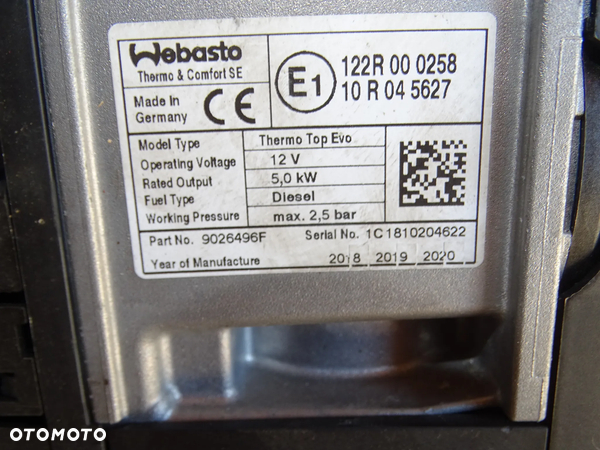 Webasto
Thermo & Comfort SE
Made In
Germany
CE
E1
122R 00 0258
10 R 04 5627
Model Type Thermo Top Evo
Operating Voltage 12 V
Rated Output 5,0 kW
Fuel Type Diesel
Working Pressure max. 2,5 bar
Part No. 9026496F Serial No. 1C1810204622
Year of Manufacture 2018 2019 2020
OTOMOTO